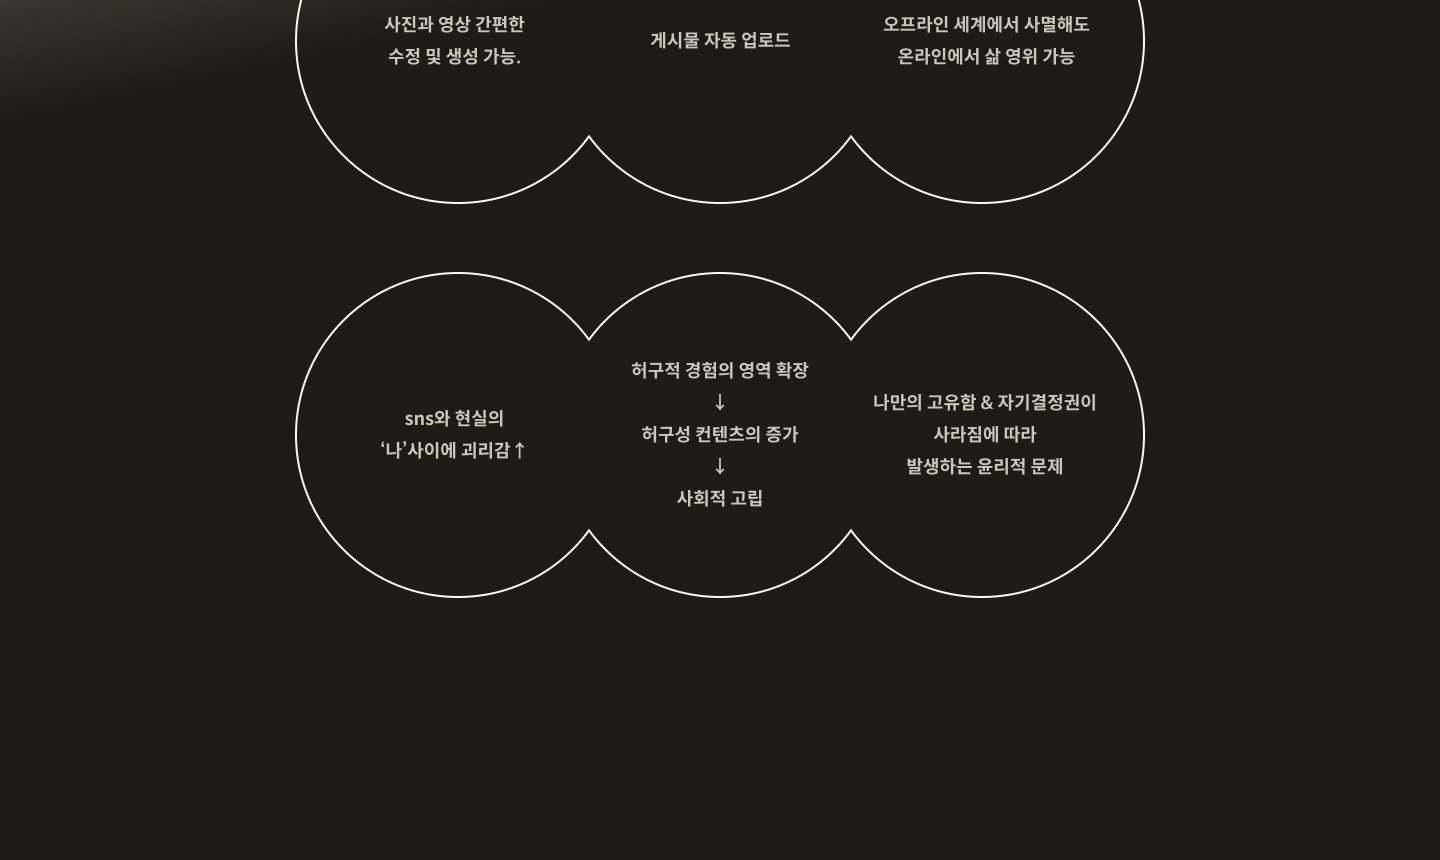 사진과 영상 간편한
수정 및 생성 가능.
게시물 자동 업로드
오프라인 세계에서 사멸해도
온라인에서 삶 영위 가능
sns와 현실의
‘나’사이에 괴리감↑
허구적 경험의 영역 확장
↓
허구성 컨텐츠의 증가
↓
사회적 고립
나만의 고유함 & 자기결정권이
사라짐에 따라
발생하는 윤리적 문제